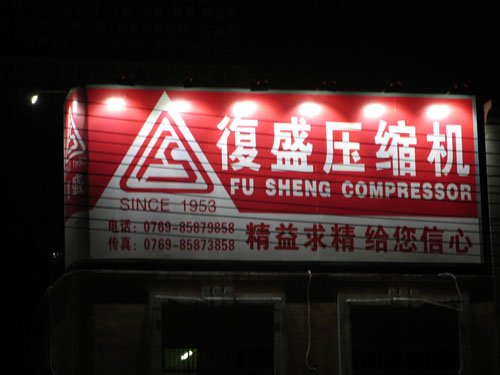 復盛压缩机
FU SHENG COMPRESSOR
SINCE 1953
电话: 0769-85079858
传真: 0769-85873858
精益求精 给您信心